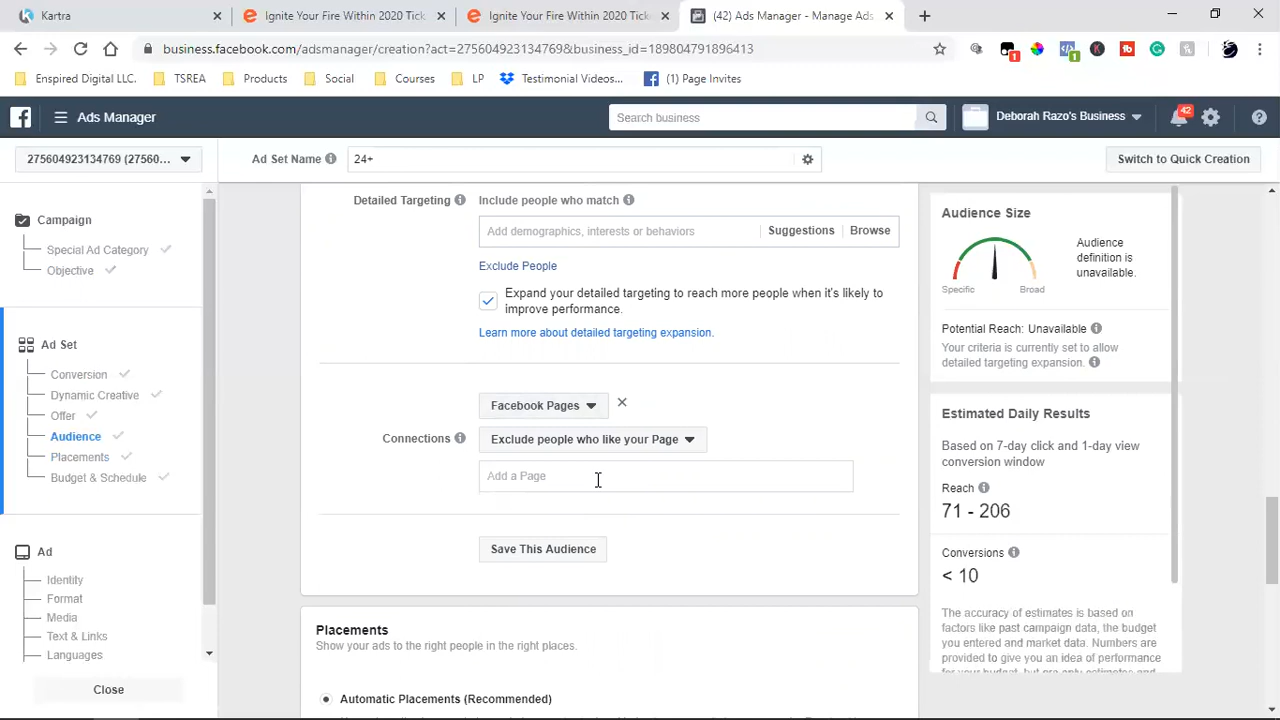 Kartra
Ignite Your Fire Within 2020 Tick
Ignite Your Fire Within 2020 Ticke
(42) Ads Manager - Manage Ads
business.facebook.com/adsmanager/creation?act=275604923134769&business_id=189804791896413
1
1
Enspired Digital LLC.
TSREA
Products
Social
Courses
LP
Testimonial Videos...
(1) Page Invites
Ads Manager
Search business
Deborah Razo's Business
42
275604923134769 (27560...
Ad Set Name
24+
Switch to Quick Creation
Campaign
Special Ad Category
Objective
Ad Set
Conversion
Dynamic Creative
Offer
Audience
Placements
Budget & Schedule
Ad
Identity
Format
Media
Text & Links
Languages
Close
Detailed Targeting
Include people who match
Add demographics, interests or behaviors
Suggestions
Browse
Exclude People
Expand your detailed targeting to reach more people when it's likely to
improve performance.
Learn more about detailed targeting expansion.
Facebook Pages
Connections
Exclude people who like your Page
Add a Page
Save This Audience
Placements
Show your ads to the right people in the right places.
Automatic Placements (Recommended)
Audience Size
Specific
Broad
Audience
definition is
unavailable.
Potential Reach: Unavailable
Your criteria is currently set to allow
detailed targeting expansion.
Estimated Daily Results
Based on 7-day click and 1-day view
conversion window
Reach
71 - 206
Conversions
< 10
The accuracy of estimates is based on
factors like past campaign data, the budget
you entered and market data. Numbers are
provided to give you an idea of performance
for your budget, but are only estimates and